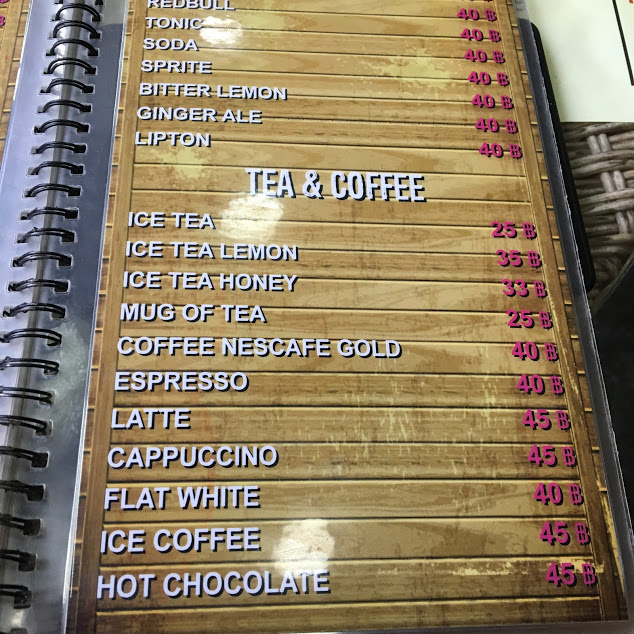 REDBULL
TONIC 40 ฿
SODA 40 ฿
SPRITE 40 ฿
BITTER LEMON 40 ฿
GINGER ALE 40 ฿
LIPTON 40 ฿
40 ฿
TEA & COFFEE
ICE TEA 25 ฿
ICE TEA LEMON 35 ฿
ICE TEA HONEY 33 ฿
MUG OF TEA 25 ฿
COFFEE NESCAFE GOLD 40 ฿
ESPRESSO 40 ฿
LATTE 45 ฿
CAPPUCCINO 45 ฿
FLAT WHITE 40 ฿
ICE COFFEE 45 ฿
HOT CHOCOLATE 45 ฿